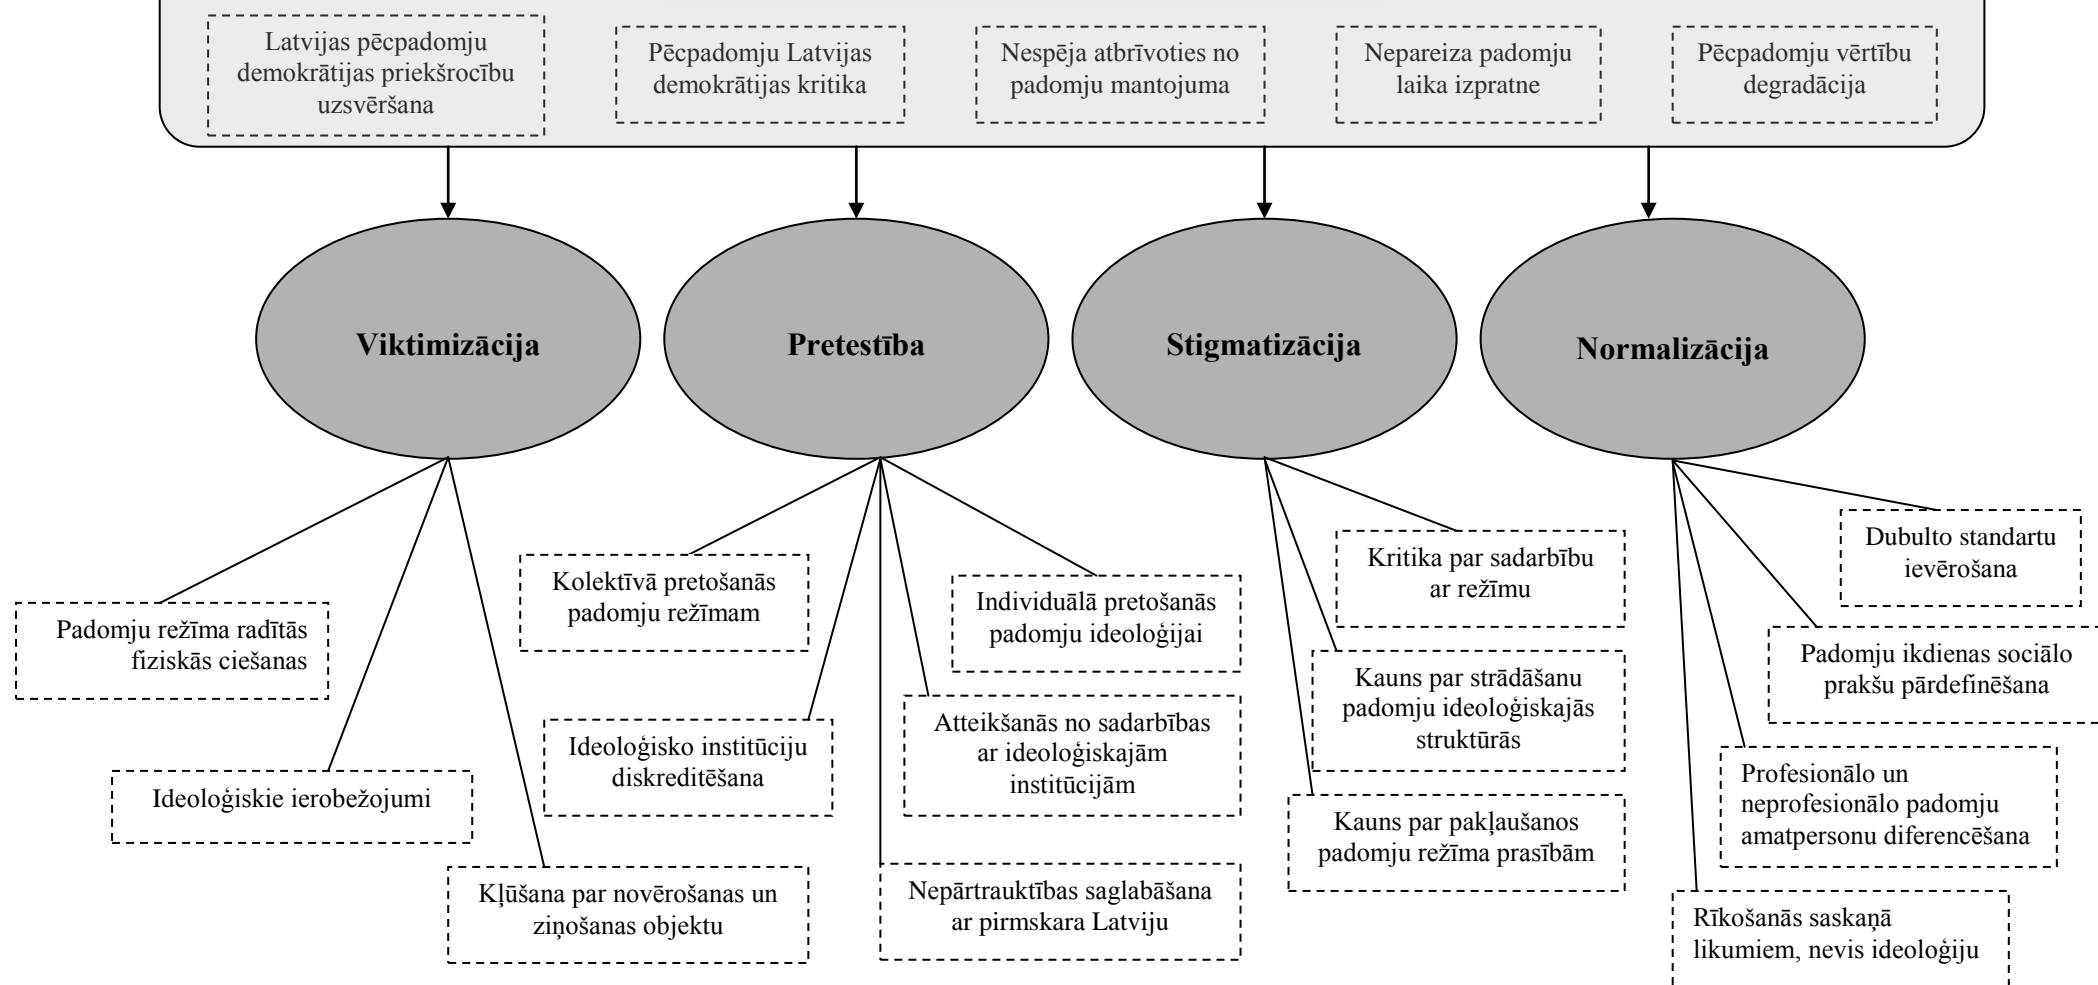 Latvijas pēcpadomju
demokrātijas priekšrocību
uzsvēršana
Pēcpadomju Latvijas
demokrātijas kritika
Nespēja atbrīvoties no
padomju mantojuma
Nepareiza padomju
laika izpratne
Pēcpadomju vērtību
degradācija
Viktimizācija
Pretestība
Stigmatizācija
Normalizācija
Padomju režīma radītās
fiziskās ciešanas
Ideoloģiskie ierobežojumi
Kļūšana par novērošanas un
ziņošanas objektu
Kolektīvā pretošanās
padomju režīmam
Ideoloģisko institūciju
diskreditēšana
Individuālā pretošanās
padomju ideoloģijai
Atteikšanās no sadarbības
ar ideoloģiskajām
institūcijām
Nepārtrauktības saglabāšana
ar pirmskara Latviju
Kritika par sadarbību
ar režīmu
Kauns par strādāšanu
padomju ideoloģiskajās
struktūrās
Kauns par pakļaušanos
padomju režīma prasībām
Dubulto standartu
ievērošana
Padomju ikdienas sociālo
prakšu pārdefinēšana
Profesionālo un
neprofesionālo padomju
amatpersonu diferencēšana
Rīkošanās saskaņā
likumiem, nevis ideoloģiju